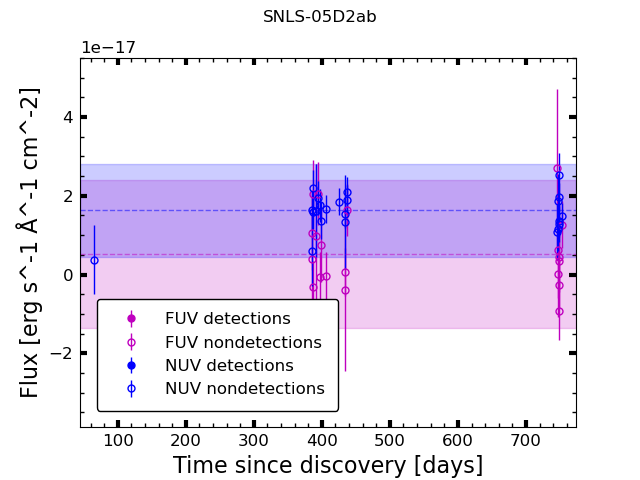 SNLS-05D2ab
1e−17
4
2
0
−2
Flux [erg s^-1 Å^-1 cm^-2]
FUV detections
FUV nondetections
NUV detections
NUV nondetections
100 200 300 400 500 600 700
Time since discovery [days]